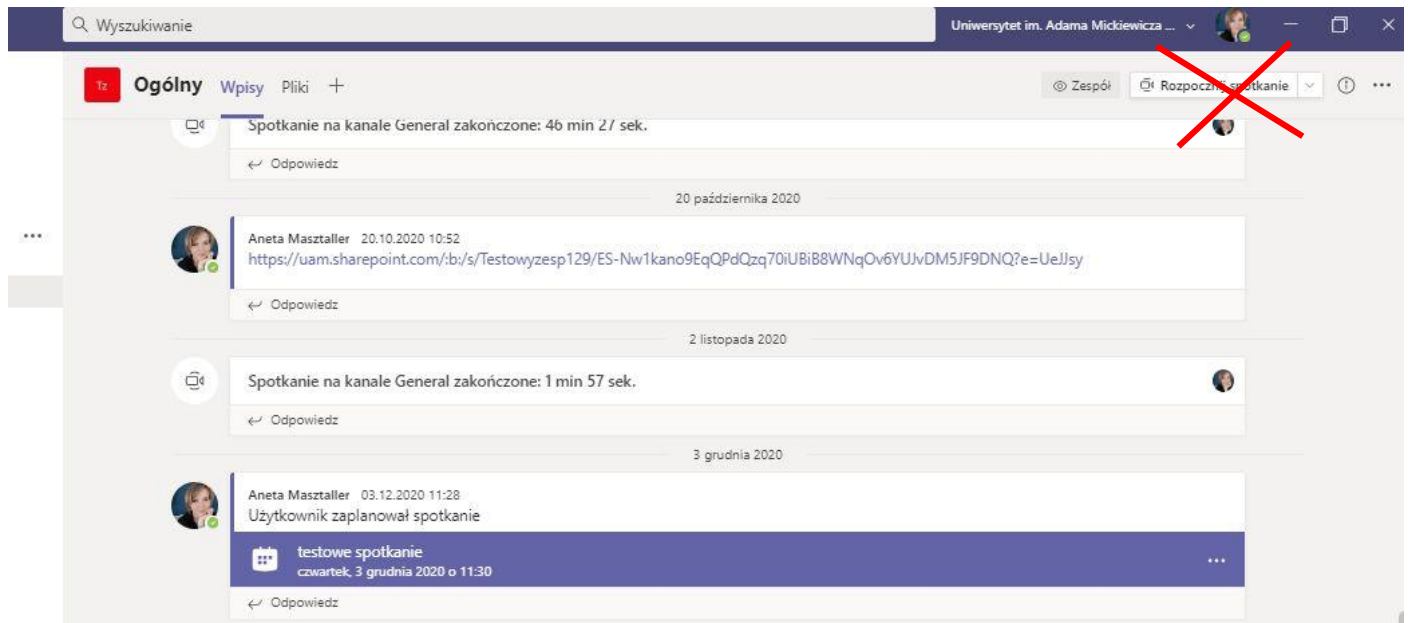 Wyszukiwanie
Uniwersytet im. Adama Mickiewicza ...
Tz Ogólny Wpisy Pliki +
Zespół Rozpocznij spotkanie
Spotkanie na kanale General zakończone: 46 min 27 sek.
Odpowiedz
20 października 2020
Aneta Masztaller 20.10.2020 10:52
https://uam.sharepoint.com/:b:/s/Testowyzesp129/ES-Nw1kano9EqQPdQzq70iUBiB8WNqOv6YUJvDM5JF9DNQ?e=UeJJsy
Odpowiedz
2 listopada 2020
Spotkanie na kanale General zakończone: 1 min 57 sek.
Odpowiedz
3 grudnia 2020
Aneta Masztaller 03.12.2020 11:28
Użytkownik zaplanował spotkanie
testowe spotkanie
czwartek, 3 grudnia 2020 o 11:30
Odpowiedz